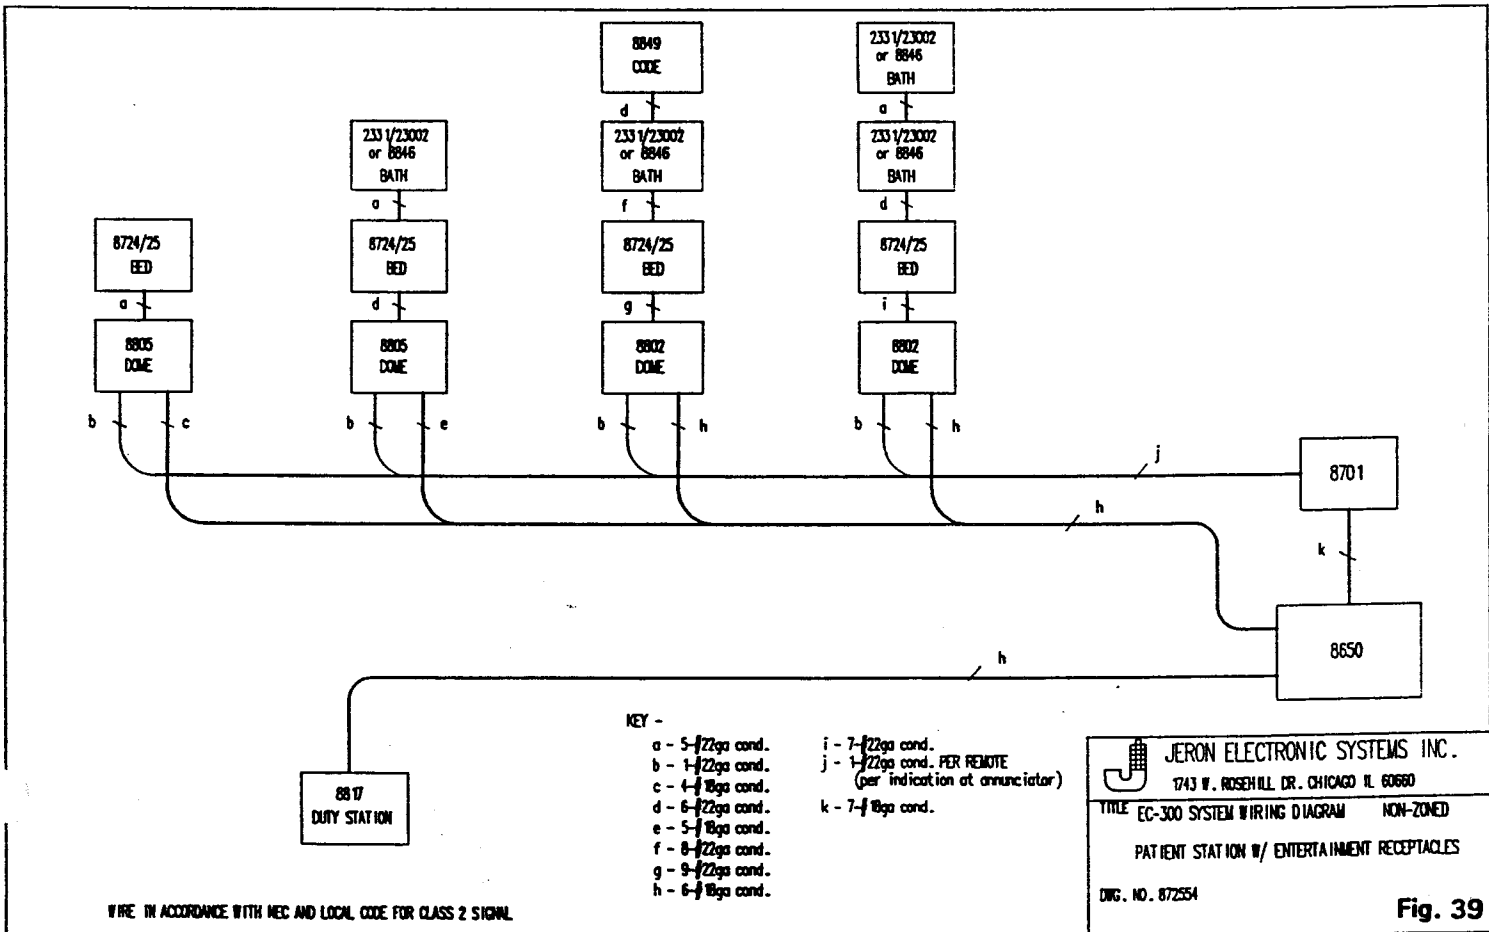 8849
CODE
2331/23002
or 8846
BATH
d
a
2331/23002
or 8846
BATH
2331/23002
or 8846
BATH
2331/23002
or 8846
BATH
a
f
d
8724/25
BED
8724/25
BED
8724/25
BED
8724/25
BED
a
d
g
i
8805
DOME
8805
DOME
8802
DOME
8802
DOME
b
c
b
e
b
h
b
h
j
8701
h
k
8650
h
8817
DUTY STATION
KEY -
a - 5-#22ga cond.
b - 1-#22ga cond.
c - 4-#18ga cond.
d - 6-#22ga cond.
e - 5-#18ga cond.
f - 8-#22ga cond.
g - 9-#22ga cond.
h - 6-#18ga cond.
i - 7-#22ga cond.
j - 1-#22ga cond. PER REMOTE
(per indication at annunciator)
k - 7-#18ga cond.
WIRE IN ACCORDANCE WITH NEC AND LOCAL CODE FOR CLASS 2 SIGNAL
JERON ELECTRONIC SYSTEMS INC.
1743 W. ROSEHILL DR. CHICAGO IL 60660
TITLE EC-300 SYSTEM WIRING DIAGRAM NON-ZONED
PATIENT STATION W/ ENTERTAINMENT RECEPTACLES
DWG. NO. 872554
Fig. 39